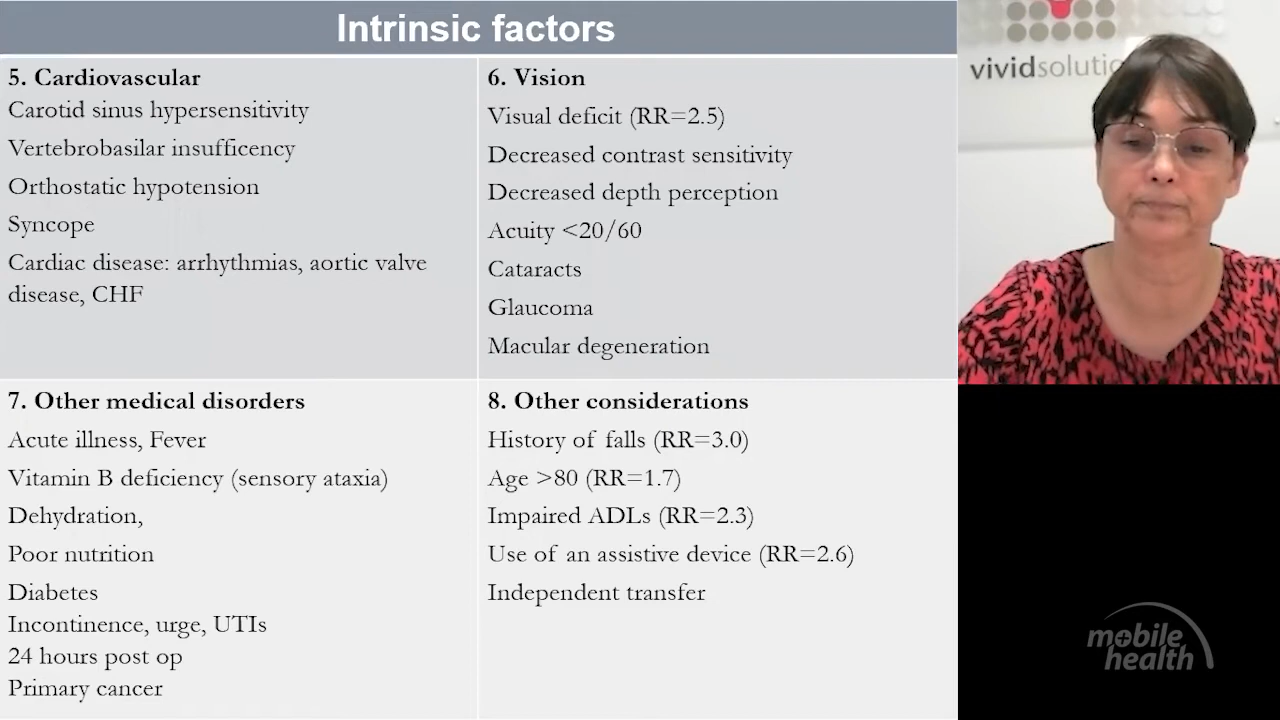 Intrinsic factors
5. Cardiovascular
Carotid sinus hypersensitivity
Vertebrobasilar insufficency
Orthostatic hypotension
Syncope
Cardiac disease: arrhythmias, aortic valve
disease, CHF
6. Vision
Visual deficit (RR=2.5)
Decreased contrast sensitivity
Decreased depth perception
Acuity <20/60
Cataracts
Glaucoma
Macular degeneration
7. Other medical disorders
Acute illness, Fever
Vitamin B deficiency (sensory ataxia)
Dehydration,
Poor nutrition
Diabetes
Incontinence, urge, UTIs
24 hours post op
Primary cancer
8. Other considerations
History of falls (RR=3.0)
Age >80 (RR=1.7)
Impaired ADLs (RR=2.3)
Use of an assistive device (RR=2.6)
Independent transfer
mobile
health